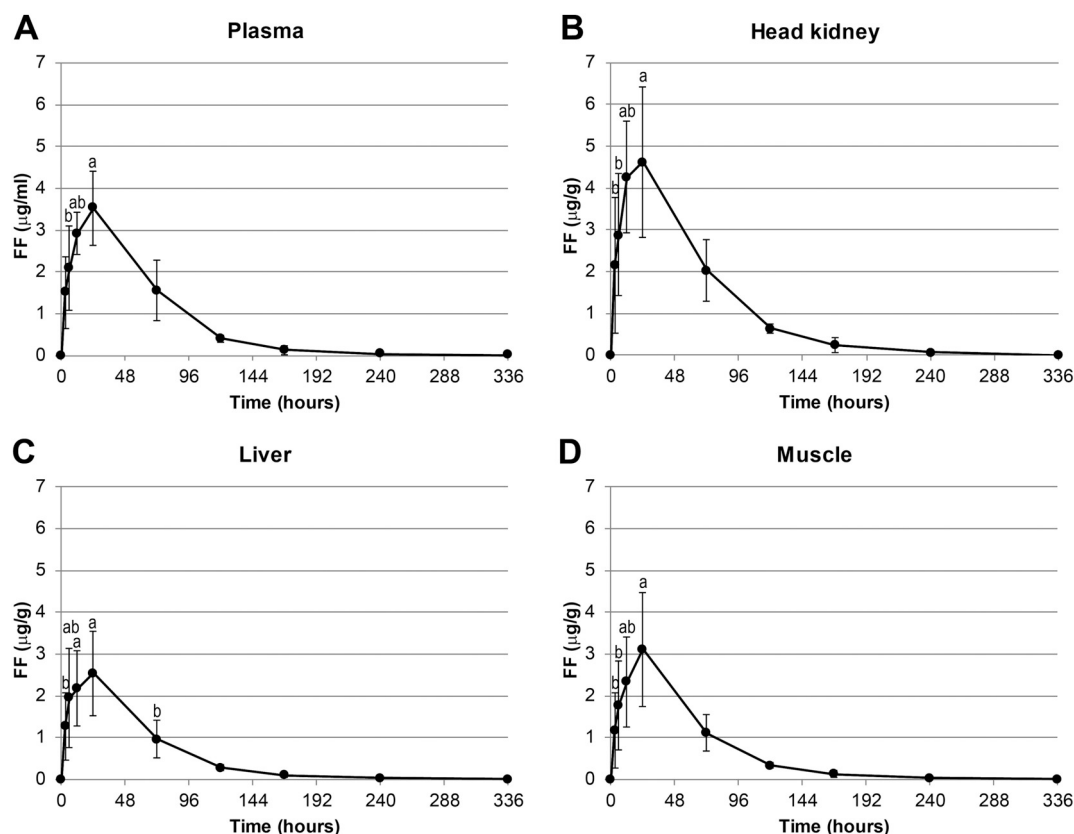 A
Plasma
7
6
5
4
3
2
1
0
FF (µg/ml)
b
ab
a
0 48 96 144 192 240 288 336
Time (hours)
B
Head kidney
7
6
5
4
3
2
1
0
FF (µg/g)
b
b
ab
a
0 48 96 144 192 240 288 336
Time (hours)
C
Liver
7
6
5
4
3
2
1
0
FF (µg/g)
b
ab
a
a
b
0 48 96 144 192 240 288 336
Time (hours)
D
Muscle
7
6
5
4
3
2
1
0
FF (µg/g)
b
b
ab
a
0 48 96 144 192 240 288 336
Time (hours)